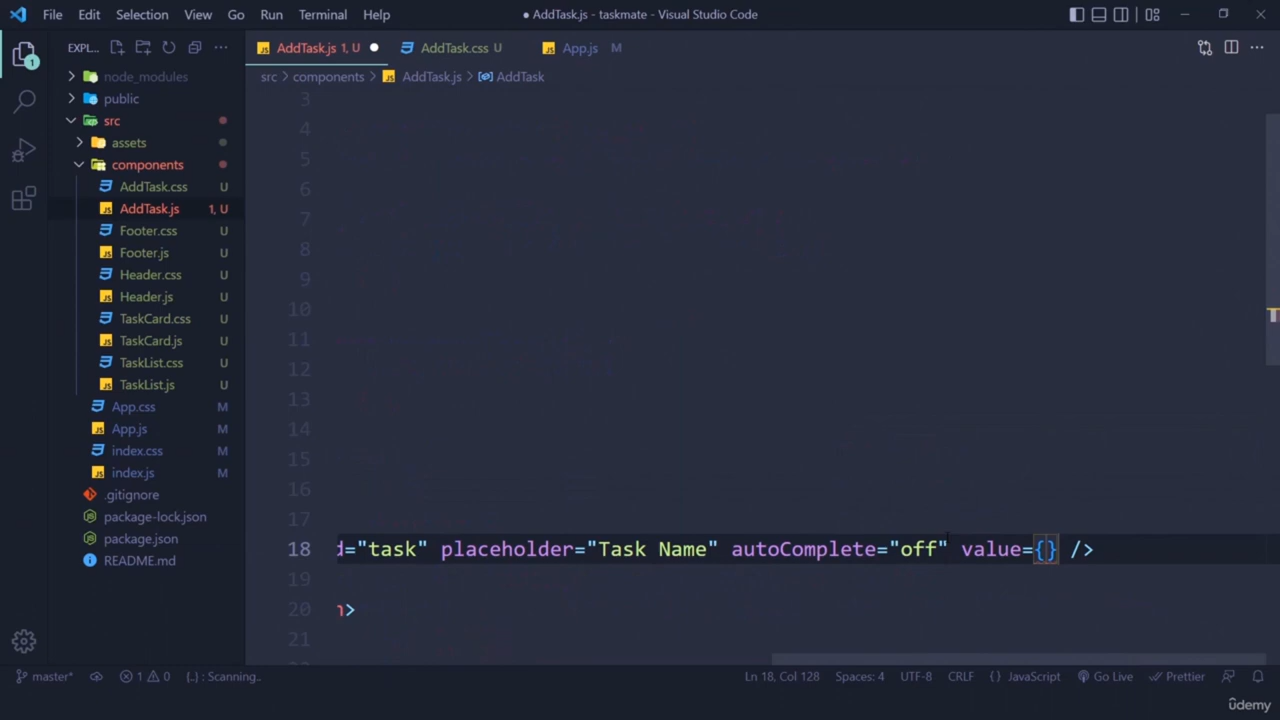 File Edit Selection View Go Run Terminal Help
● AddTask.js - taskmate - Visual Studio Code
EXPL...
AddTask.js 1, U ● AddTask.css U App.js M
src > components > AddTask.js > AddTask
node_modules
public
src
assets
components
AddTask.css U
AddTask.js 1, U
Footer.css U
Footer.js U
Header.css U
Header.js U
TaskCard.css U
TaskCard.js U
TaskList.css U
TaskList.js U
App.css M
App.js M
index.css M
index.js M
.gitignore
package-lock.json
package.json
README.md
1
3
4
5
6
7
8
9
10
11
12
13
14
15
16
17
18 d="task" placeholder="Task Name" autoComplete="off" value={} />
19
20 n>
21
master* 1 0 {..} : Scanning.. Ln 18, Col 128 Spaces: 4 UTF-8 CRLF {} JavaScript Go Live Prettier
ûdemy